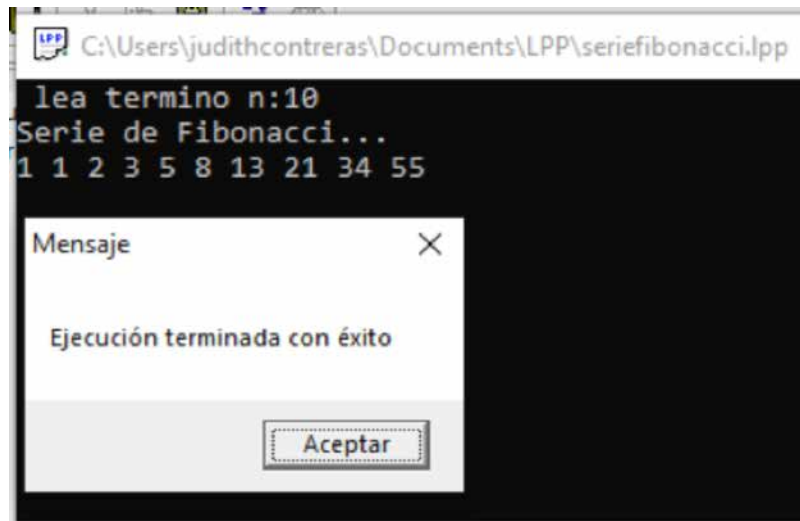 LPP
C:\Users\judithcontreras\Documents\LPP\seriefibonacci.lpp
lea termino n:10
Serie de Fibonacci...
1 1 2 3 5 8 13 21 34 55
Mensaje
Ejecución terminada con éxito
Aceptar